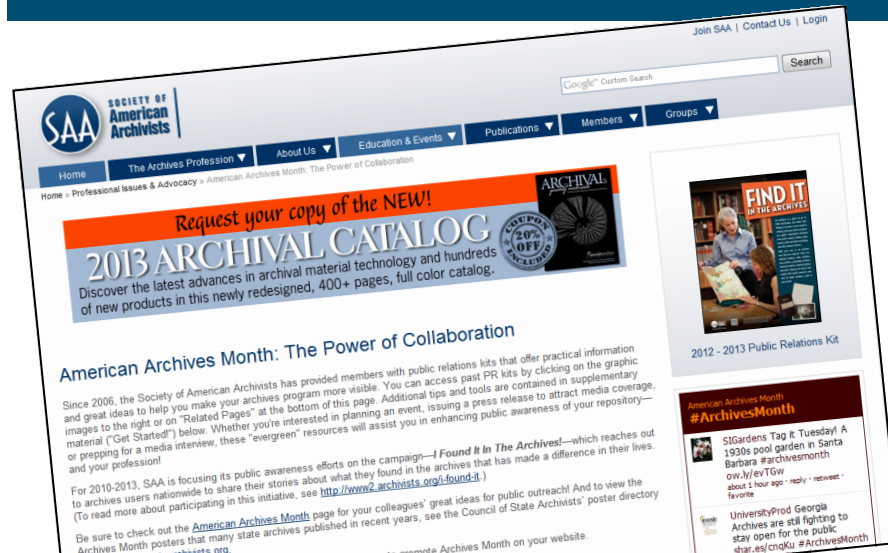 Join SAA | Contact Us | Login
Google™ Custom Search
Search
SAA
SOCIETY OF
American
Archivists
Home
The Archives Profession
About Us
Education & Events
Publications
Members
Groups
Home » Professional Issues & Advocacy » American Archives Month: The Power of Collaboration
Request your copy of the NEW!
2013 ARCHIVAL CATALOG
Discover the latest advances in archival material technology and hundreds
of new products in this newly redesigned, 400+ pages, full color catalog.
COUPON
20%
OFF
INCLUDED
ARCHIVAL
American Archives Month: The Power of Collaboration
Since 2006, the Society of American Archivists has provided members with public relations kits that offer practical information
and great ideas to help you make your archives program more visible. You can access past PR kits by clicking on the graphic
images to the right or on "Related Pages" at the bottom of this page. Additional tips and tools are contained in supplementary
material ("Get Started!") below. Whether you're interested in planning an event, issuing a press release to attract media coverage,
or prepping for a media interview, these "evergreen" resources will assist you in enhancing public awareness of your repository—
and your profession!
For 2010-2013, SAA is focusing its public awareness efforts on the campaign—I Found It In The Archives!—which reaches out
to archives users nationwide to share their stories about what they found in the archives that has made a difference in their lives.
(To read more about participating in this initiative, see http://www2.archivists.org/i-found-it.)
Be sure to check out the American Archives Month page for your colleagues' great ideas for public outreach! And to view the
Archives Month posters that many state archives published in recent years, see the Council of State Archivists' poster directory
Archives Month on your website.
FIND IT
IN THE ARCHIVES
SAA
2012 - 2013 Public Relations Kit
American Archives Month
#ArchivesMonth
SIGardens Tag it Tuesday! A
1930s pool garden in Santa
Barbara #archivesmonth
ow.ly/evTGw
about 1 hour ago · reply · retweet ·
favorite
UniversityProd Georgia
Archives are still fighting to
stay open for the public
shar.es/cnqKu #ArchivesMonth